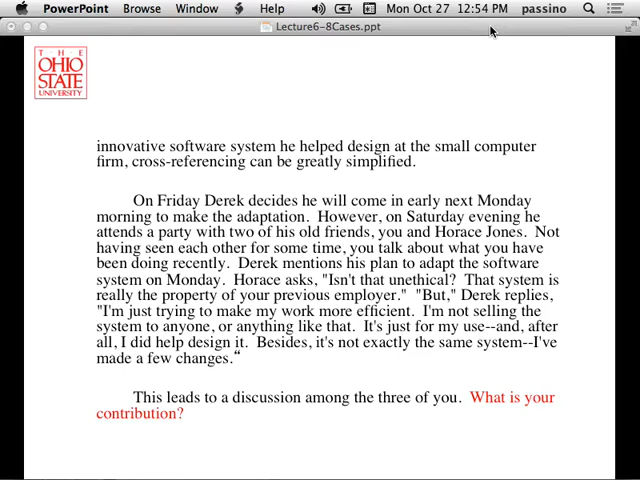 PowerPoint Browse Window Help Mon Oct 27 12:54 PM passino
Lecture6-8Cases.ppt
THE
OHIO
STATE
UNIVERSITY
innovative software system he helped design at the small computer
firm, cross-referencing can be greatly simplified.
On Friday Derek decides he will come in early next Monday
morning to make the adaptation. However, on Saturday evening he
attends a party with two of his old friends, you and Horace Jones. Not
having seen each other for some time, you talk about what you have
been doing recently. Derek mentions his plan to adapt the software
system on Monday. Horace asks, "Isn't that unethical? That system is
really the property of your previous employer." "But," Derek replies,
"I'm just trying to make my work more efficient. I'm not selling the
system to anyone, or anything like that. It's just for my use--and, after
all, I did help design it. Besides, it's not exactly the same system--I've
made a few changes.“
This leads to a discussion among the three of you. What is your
contribution?